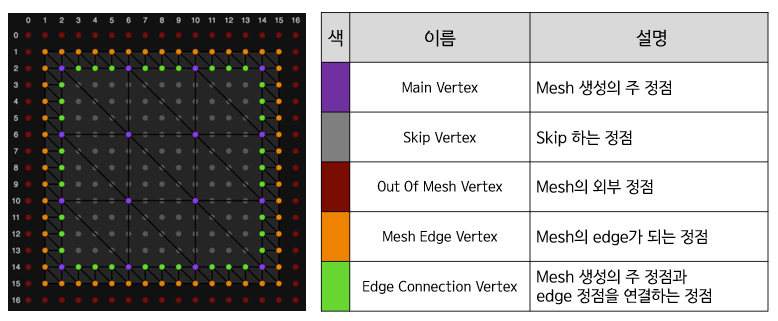 0 1 2 3 4 5 6 7 8 9 10 11 12 13 14 15 16
0
1
2
3
4
5
6
7
8
9
10
11
12
13
14
15
16
색 이름 설명
Main Vertex Mesh 생성의 주 정점
Skip Vertex Skip 하는 정점
Out Of Mesh Vertex Mesh의 외부 정점
Mesh Edge Vertex Mesh의 edge가 되는 정점
Edge Connection Vertex Mesh 생성의 주 정점과
edge 정점을 연결하는 정점